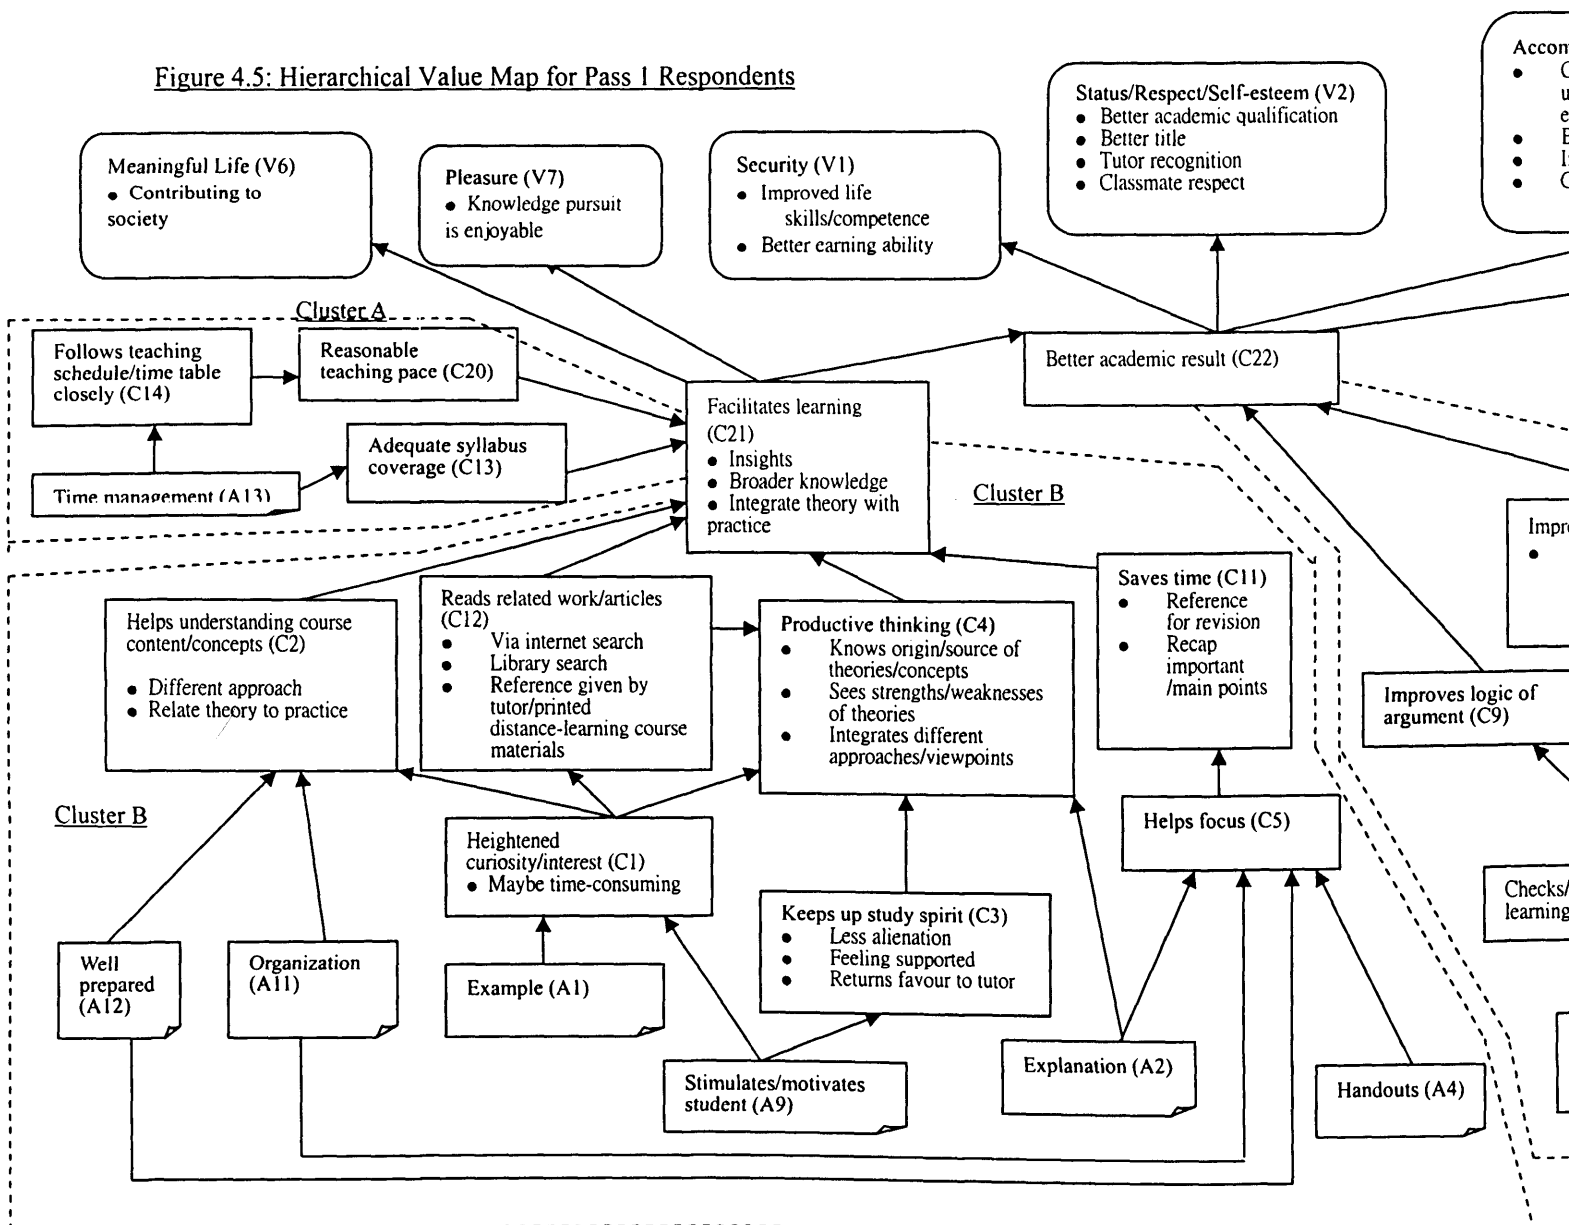 Figure 4.5: Hierarchical Value Map for Pass 1 Respondents
Meaningful Life (V6)
● Contributing to
society
Pleasure (V7)
● Knowledge pursuit
is enjoyable
Security (V1)
● Improved life
skills/competence
● Better earning ability
Status/Respect/Self-esteem (V2)
● Better academic qualification
● Better title
● Tutor recognition
● Classmate respect
Cluster A
Follows teaching
schedule/time table
closely (C14)
Reasonable
teaching pace (C20)
Adequate syllabus
coverage (C13)
Time management (A13)
Facilitates learning
(C21)
● Insights
● Broader knowledge
● Integrate theory with
practice
Better academic result (C22)
Cluster B
Helps understanding course
content/concepts (C2)
● Different approach
● Relate theory to practice
Reads related work/articles
(C12)
● Via internet search
● Library search
● Reference given by
tutor/printed
distance-learning course
materials
Productive thinking (C4)
● Knows origin/source of
theories/concepts
● Sees strengths/weaknesses
of theories
● Integrates different
approaches/viewpoints
Saves time (C11)
● Reference
for revision
● Recap
important
/main points
Improves logic of
argument (C9)
Cluster B
Heightened
curiosity/interest (C1)
● Maybe time-consuming
Keeps up study spirit (C3)
● Less alienation
● Feeling supported
● Returns favour to tutor
Helps focus (C5)
Checks/
learning
Well
prepared
(A12)
Organization
(A11)
Example (A1)
Stimulates/motivates
student (A9)
Explanation (A2)
Handouts (A4)